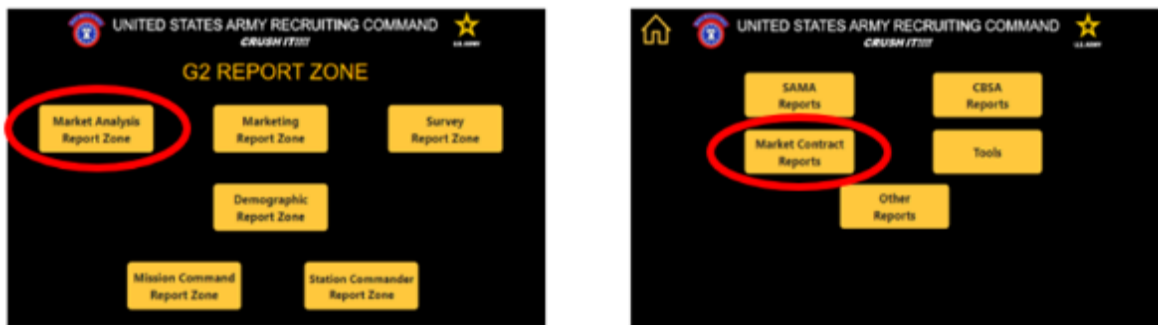 UNITED STATES ARMY RECRUITING COMMAND
CRUSH IT!!!!
U.S. ARMY
G2 REPORT ZONE
Market Analysis
Report Zone
Marketing
Report Zone
Survey
Report Zone
Demographic
Report Zone
Mission Command
Report Zone
Station Commander
Report Zone
UNITED STATES ARMY RECRUITING COMMAND
CRUSH IT!!!!
U.S. ARMY
SAMA
Reports
CBSA
Reports
Market Contract
Reports
Tools
Other
Reports